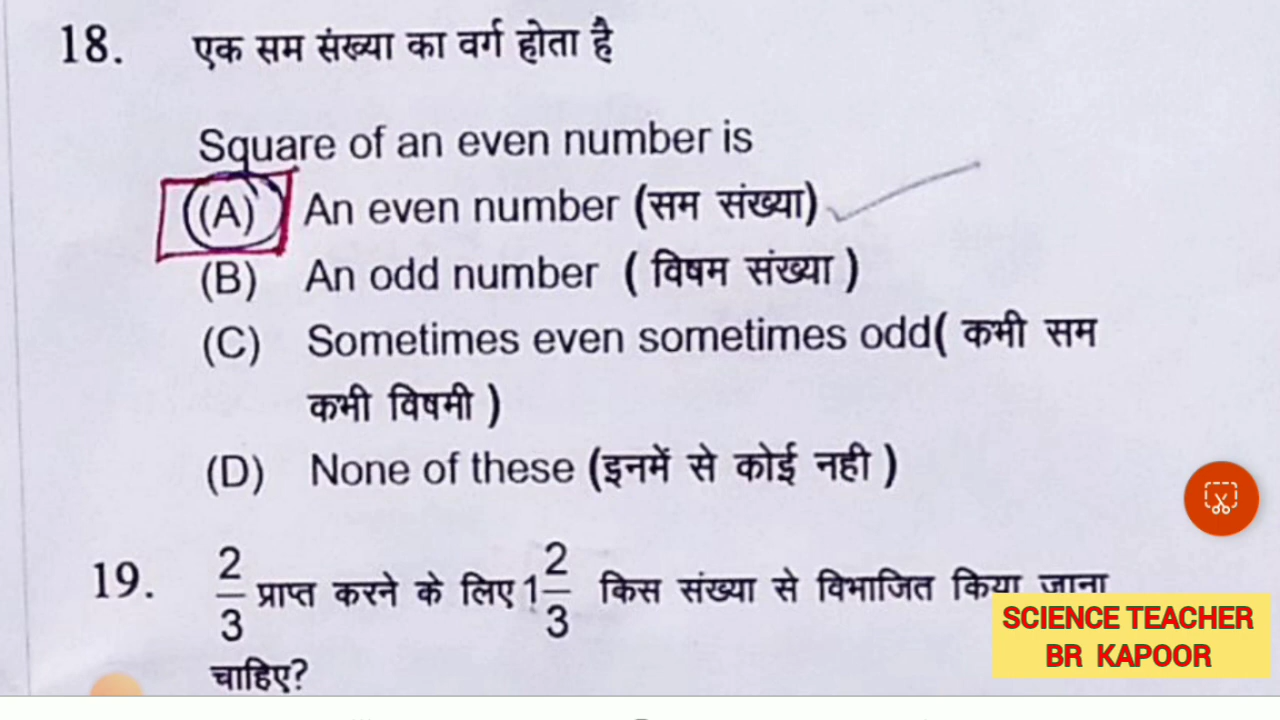 18. एक सम संख्या का वर्ग होता है
Square of an even number is
(A) An even number (सम संख्या)
(B) An odd number ( विषम संख्या )
(C) Sometimes even sometimes odd( कभी सम
कभी विषमी )
(D) None of these (इनमें से कोई नही )
19. 2/3 प्राप्त करने के लिए 1 2/3 किस संख्या से विभाजित किया जाना
चाहिए?
SCIENCE TEACHER
BR KAPOOR